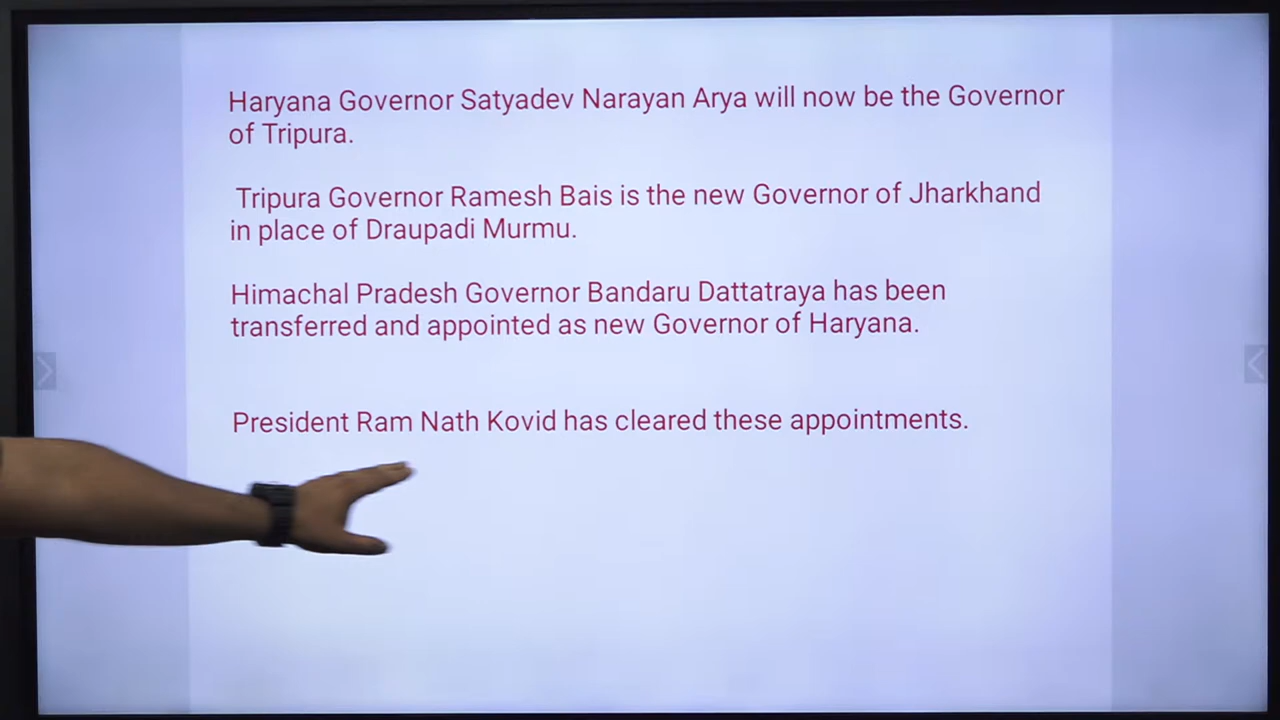 Haryana Governor Satyadev Narayan Arya will now be the Governor
of Tripura.
Tripura Governor Ramesh Bais is the new Governor of Jharkhand
in place of Draupadi Murmu.
Himachal Pradesh Governor Bandaru Dattatraya has been
transferred and appointed as new Governor of Haryana.
President Ram Nath Kovid has cleared these appointments.